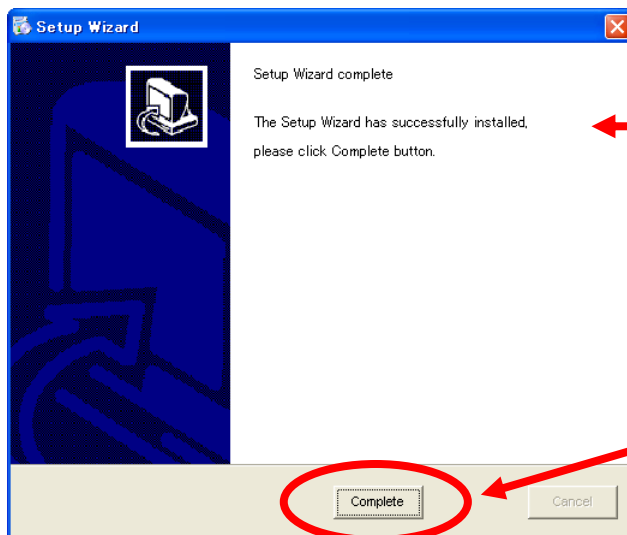 Setup Wizard
Setup Wizard complete
The Setup Wizard has successfully installed,
please click Complete button.
Complete
Cancel